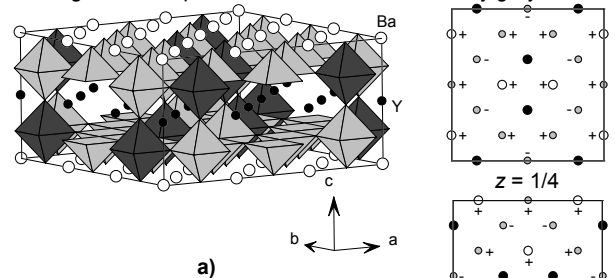 Ba
Y
c
b
a
a)
z = 1/4
-
+ + + +
- -
+ + + +
- -
+ + + +
-
+ + +
- -
+ + +
-